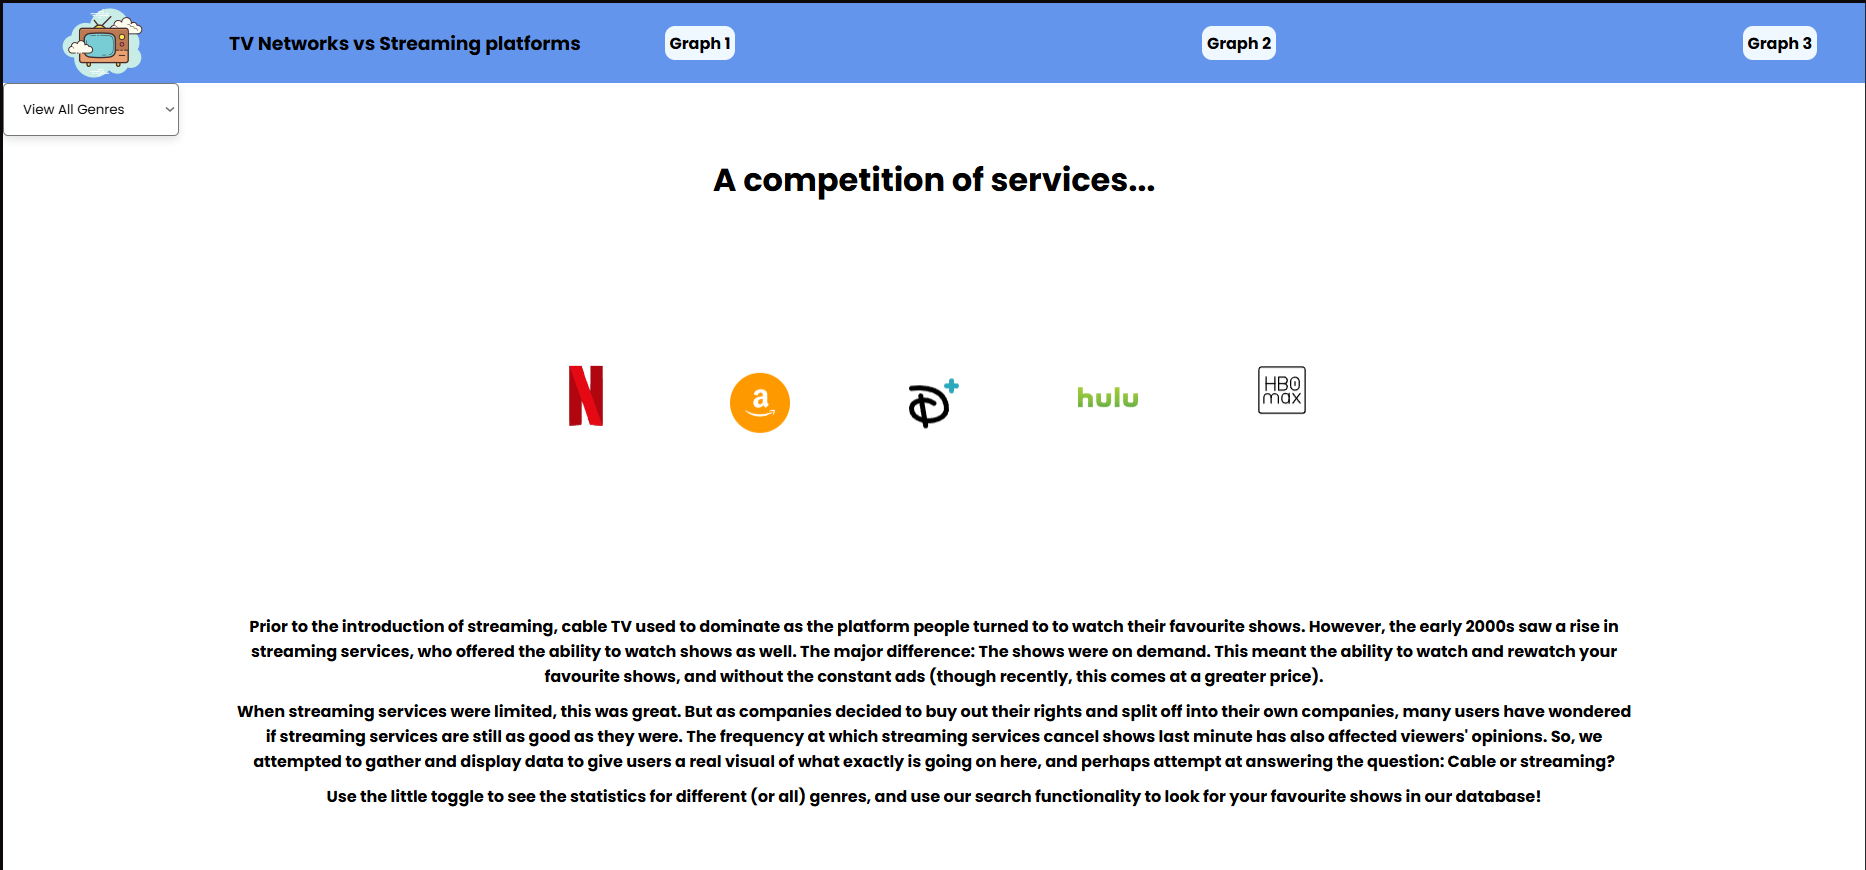 TV Networks vs Streaming platforms
Graph 1
Graph 2
Graph 3
View All Genres
A competition of services...
N
a
D+
hulu
HBO
max
Prior to the introduction of streaming, cable TV used to dominate as the platform people turned to to watch their favourite shows. However, the early 2000s saw a rise in
streaming services, who offered the ability to watch shows as well. The major difference: The shows were on demand. This meant the ability to watch and rewatch your
favourite shows, and without the constant ads (though recently, this comes at a greater price).
When streaming services were limited, this was great. But as companies decided to buy out their rights and split off into their own companies, many users have wondered
if streaming services are still as good as they were. The frequency at which streaming services cancel shows last minute has also affected viewers' opinions. So, we
attempted to gather and display data to give users a real visual of what exactly is going on here, and perhaps attempt at answering the question: Cable or streaming?
Use the little toggle to see the statistics for different (or all) genres, and use our search functionality to look for your favourite shows in our database!